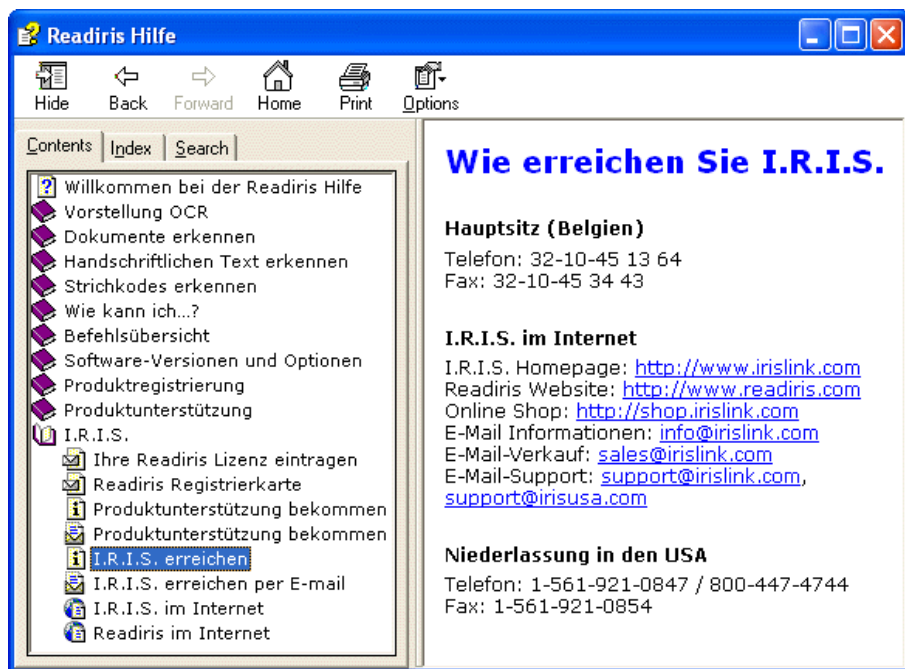 Readiris Hilfe
Hide Back Forward Home Print Options
Contents Index Search
Willkommen bei der Readiris Hilfe
Vorstellung OCR
Dokumente erkennen
Handschriftlichen Text erkennen
Strichkodes erkennen
Wie kann ich...?
Befehlsübersicht
Software-Versionen und Optionen
Produktregistrierung
Produktunterstützung
I.R.I.S.
Ihre Readiris Lizenz eintragen
Readiris Registrierkarte
Produktunterstützung bekommen
Produktunterstützung bekommen
I.R.I.S. erreichen
I.R.I.S. erreichen per E-mail
I.R.I.S. im Internet
Readiris im Internet
Wie erreichen Sie I.R.I.S.
Hauptsitz (Belgien)
Telefon: 32-10-45 13 64
Fax: 32-10-45 34 43
I.R.I.S. im Internet
I.R.I.S. Homepage: http://www.irislink.com
Readiris Website: http://www.readiris.com
Online Shop: http://shop.irislink.com
E-Mail Informationen: info@irislink.com
E-Mail-Verkauf: sales@irislink.com
E-Mail-Support: support@irislink.com,
support@irisusa.com
Niederlassung in den USA
Telefon: 1-561-921-0847 / 800-447-4744
Fax: 1-561-921-0854